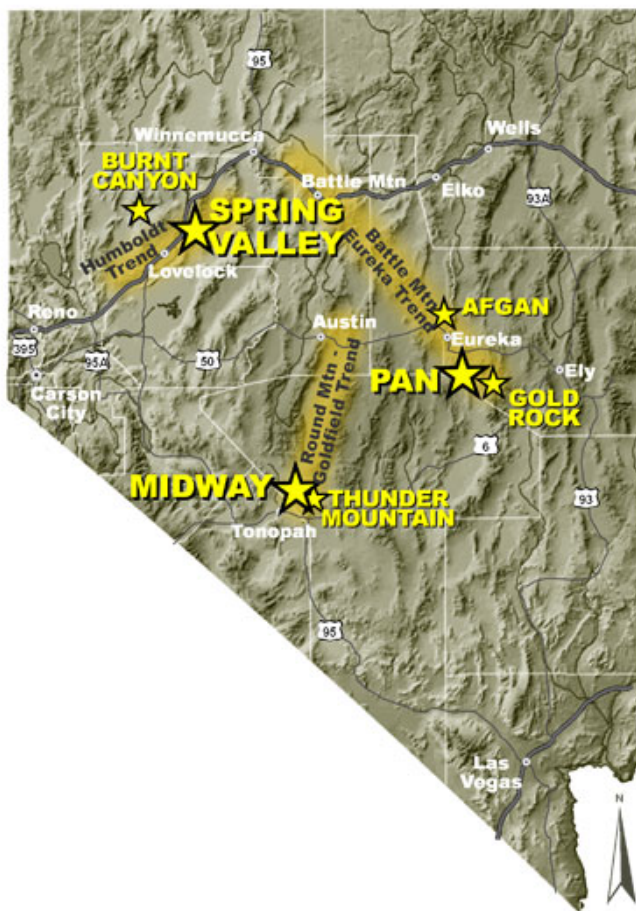 95
Winnemucca
Wells
BURNT
CANYON
Battle Mtn
Elko
93A
SPRING
VALLEY
Humboldt
Trend
Lovelock
Battle Mtn
Eureka Trend
AFGAN
Reno
Austin
Eureka
395
95A
50
PAN
Ely
Carson
City
GOLD
ROCK
Round Mtn -
Goldfield Trend
6
MIDWAY
THUNDER
MOUNTAIN
93
Tonopah
95
Las
Vegas
N